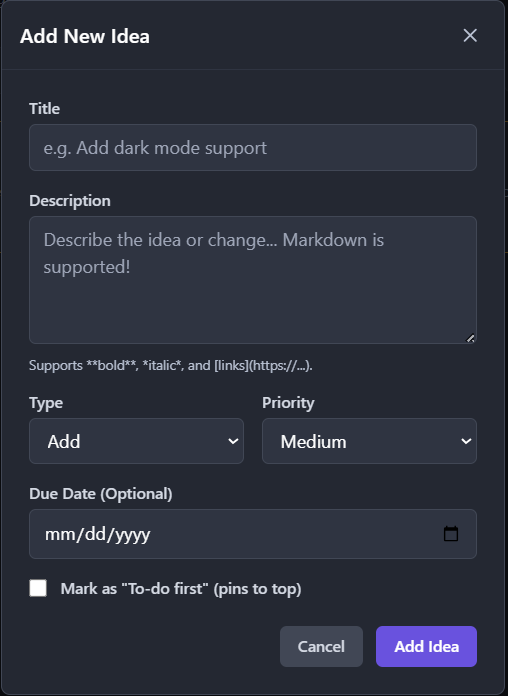 Add New Idea
Title
e.g. Add dark mode support
Description
Describe the idea or change... Markdown is
supported!
Supports **bold**, *italic*, and [links](https://...).
Type Priority
Add Medium
Due Date (Optional)
mm/dd/yyyy
Mark as "To-do first" (pins to top)
Cancel Add Idea